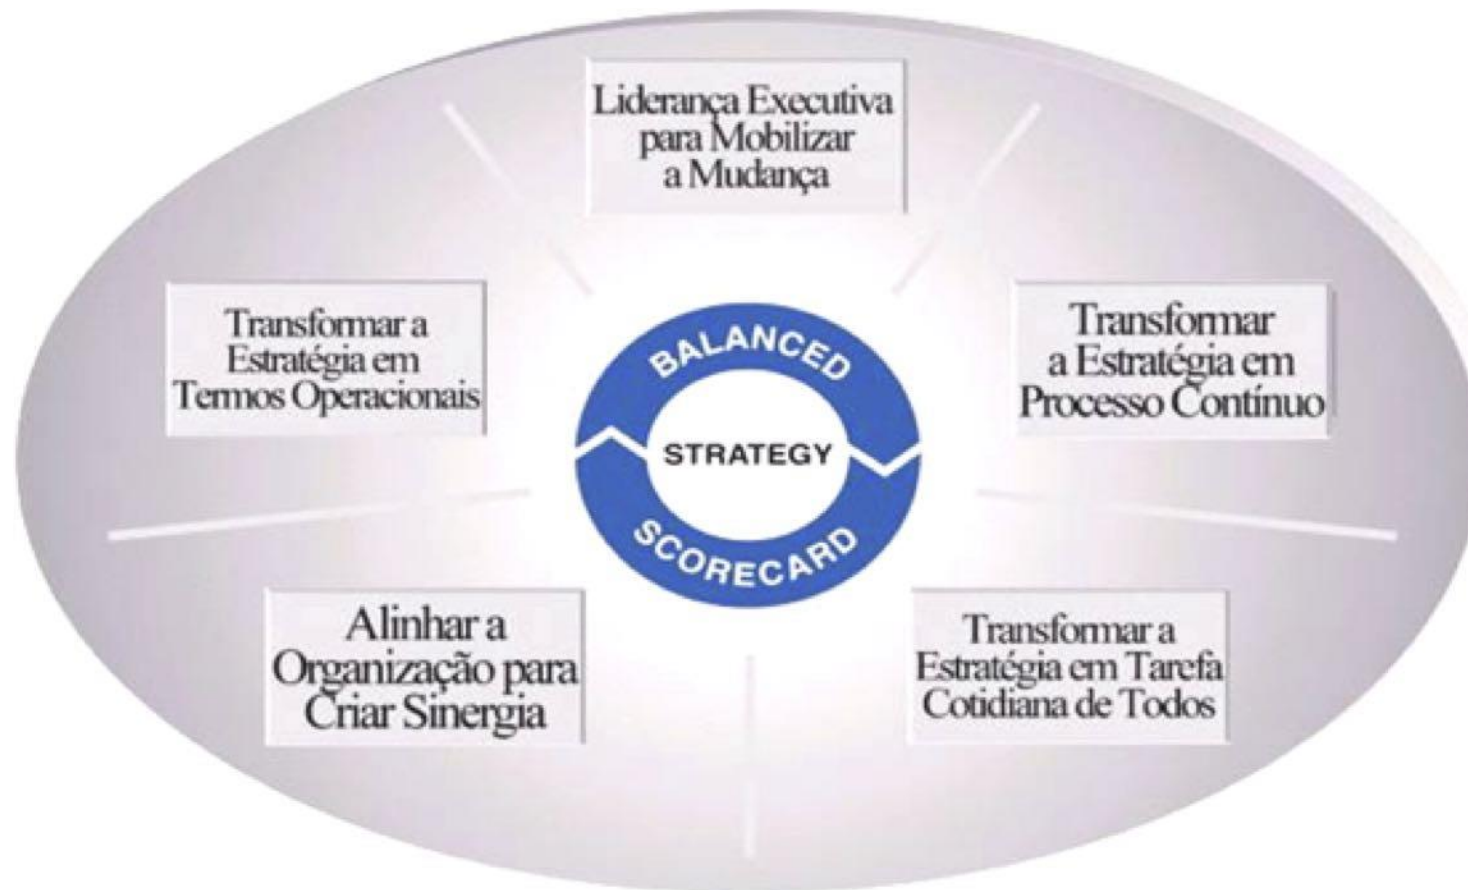 Liderança Executiva
para Mobilizar
a Mudança
Transformar a
Estratégia em
Termos Operacionais
BALANCED
STRATEGY
SCORECARD
Transformar
a Estratégia em
Processo Contínuo
Alinhar a
Organização para
Criar Sinergia
Transformar a
Estratégia em Tarefa
Cotidiana de Todos